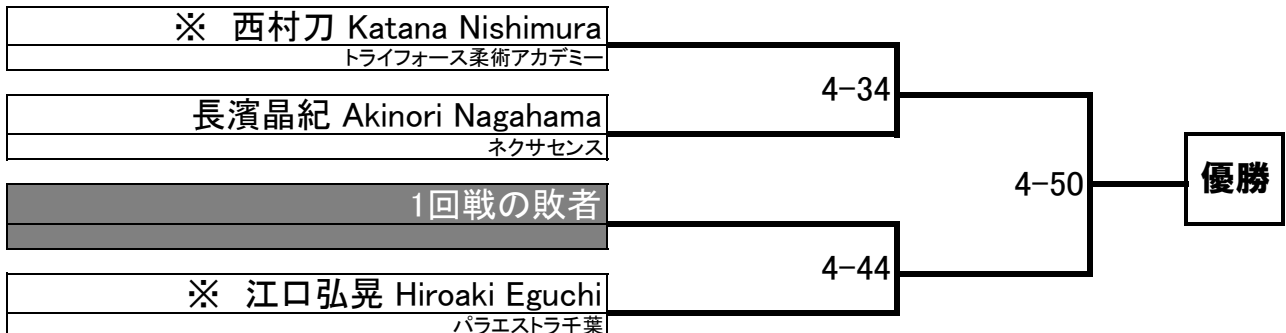 ※ 西村刀 Katana Nishimura
トライフォース柔術アカデミー
4-34
長濱晶紀 Akinori Nagahama
ネクサセンス
4-50
優勝
1回戦の敗者
4-44
※ 江口弘晃 Hiroaki Eguchi
パラエストラ千葉